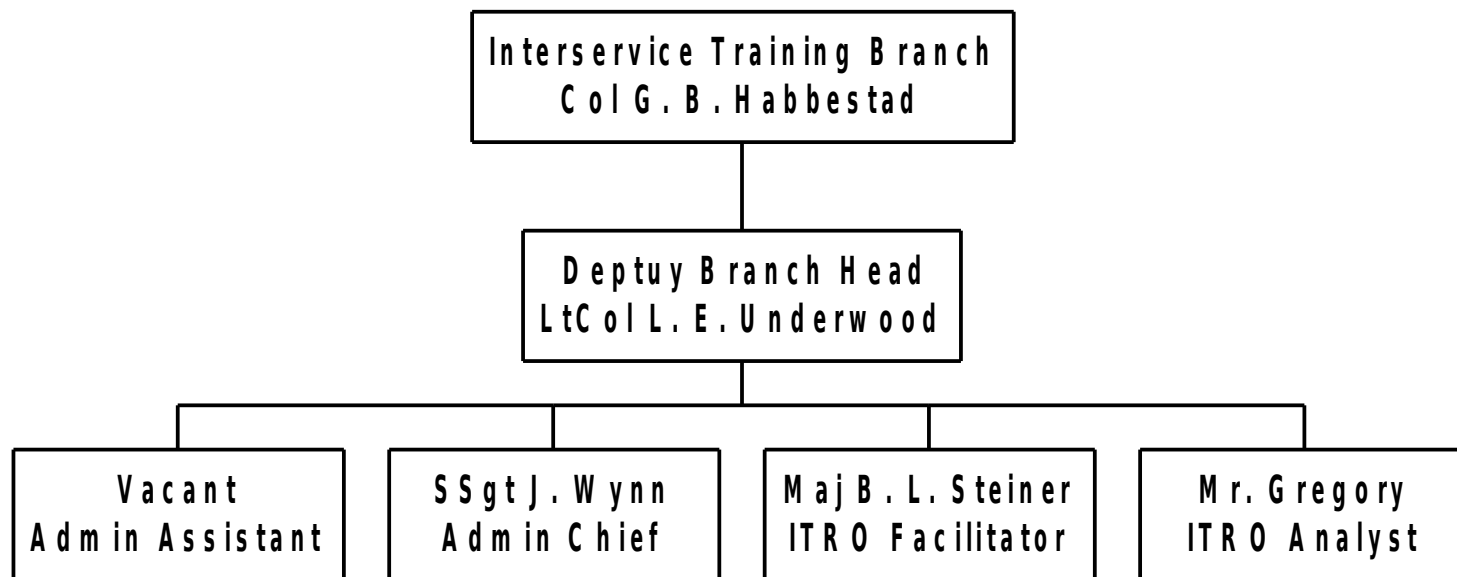 Interservice Training Branch
Col G. B. Habbestad
Deptuy Branch Head
LtCol L. E. Underwood
Vacant
Admin Assistant
SSgt J. Wynn
Admin Chief
Maj B. L. Steiner
ITRO Facilitator
Mr. Gregory
ITRO Analyst